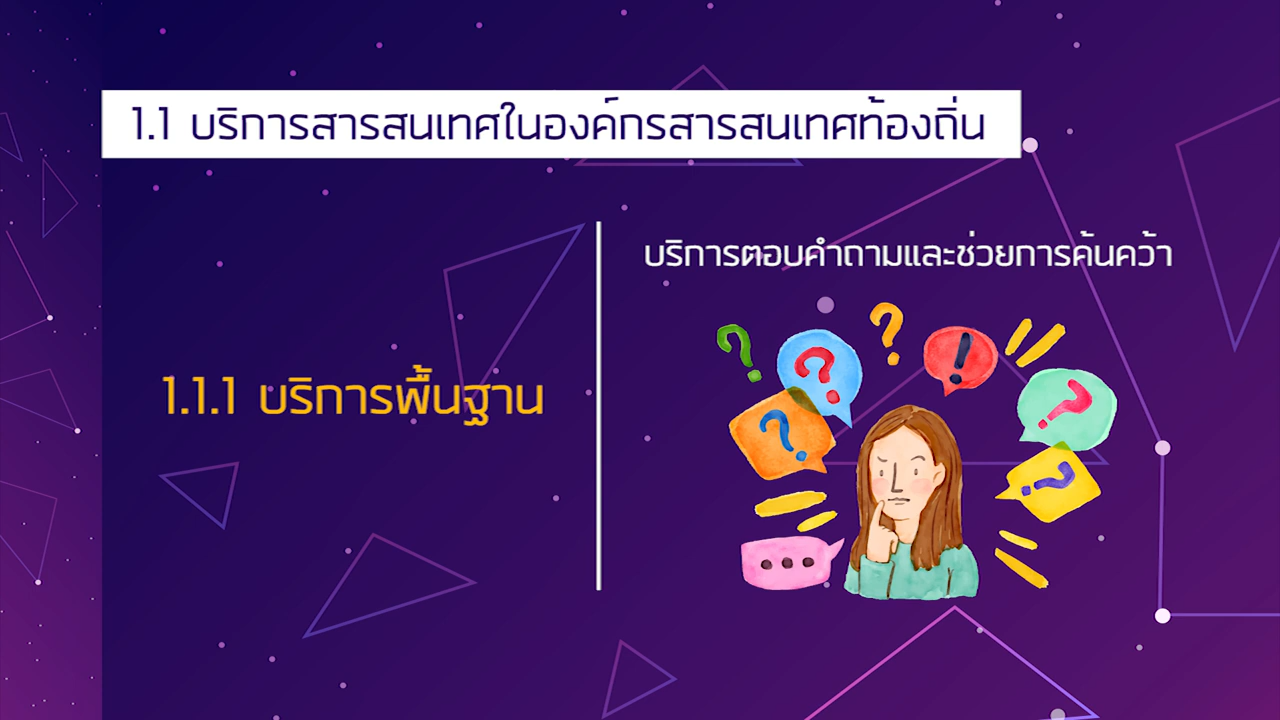 1.1 บริการสารสนเทศในองค์กรสารสนเทศท้องถิ่น
1.1.1 บริการพื้นฐาน
บริการตอบคำถามและช่วยการค้นคว้า